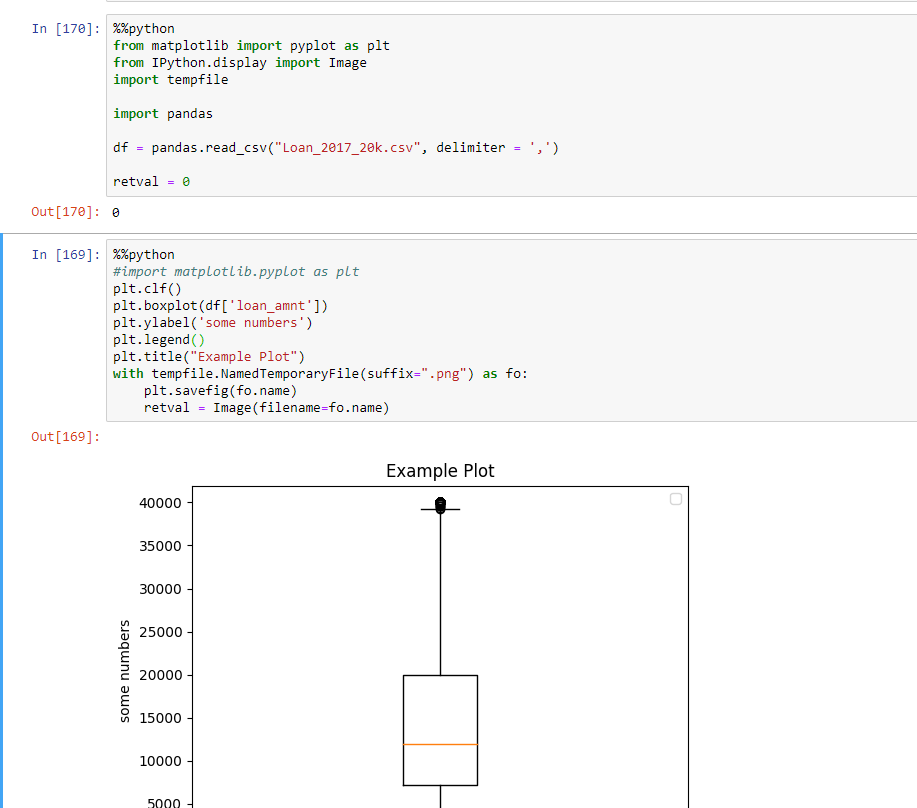 In [170]: %%python
from matplotlib import pyplot as plt
from IPython.display import Image
import tempfile
import pandas
df = pandas.read_csv("Loan_2017_20k.csv", delimiter = ',')
retval = 0
Out[170]: 0
In [169]: %%python
#import matplotlib.pyplot as plt
plt.clf()
plt.boxplot(df['loan_amnt'])
plt.ylabel('some numbers')
plt.legend()
plt.title("Example Plot")
with tempfile.NamedTemporaryFile(suffix=".png") as fo:
    plt.savefig(fo.name)
    retval = Image(filename=fo.name)
Out[169]:
Example Plot
40000
35000
30000
25000
20000
15000
10000
5000
some numbers